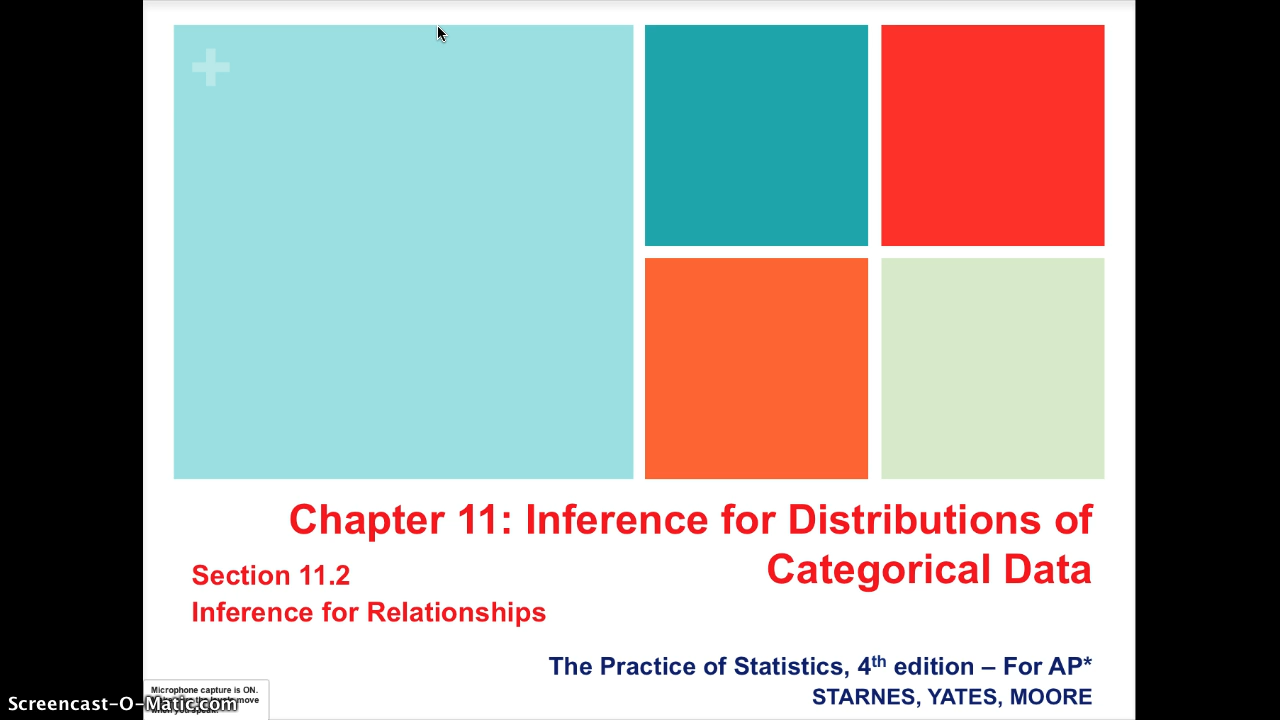 Chapter 11: Inference for Distributions of
Categorical Data
Section 11.2
Inference for Relationships
The Practice of Statistics, 4th edition – For AP*
STARNES, YATES, MOORE
Microphone capture is ON.
move
Screencast-O-Matic.com